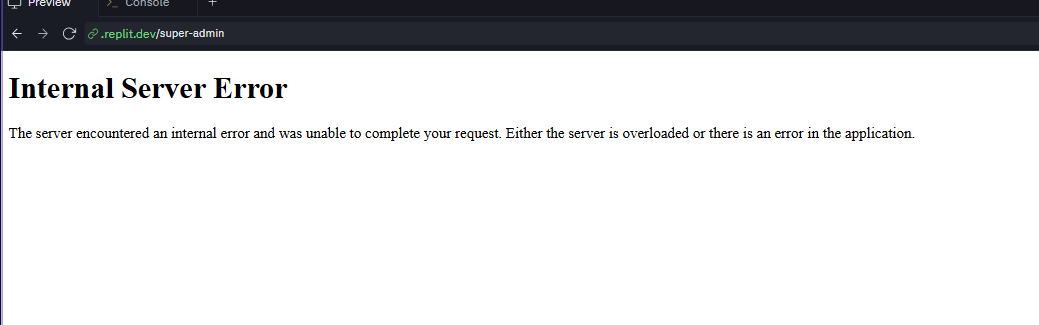 Preview
Console
.replit.dev/super-admin
Internal Server Error
The server encountered an internal error and was unable to complete your request. Either the server is overloaded or there is an error in the application.